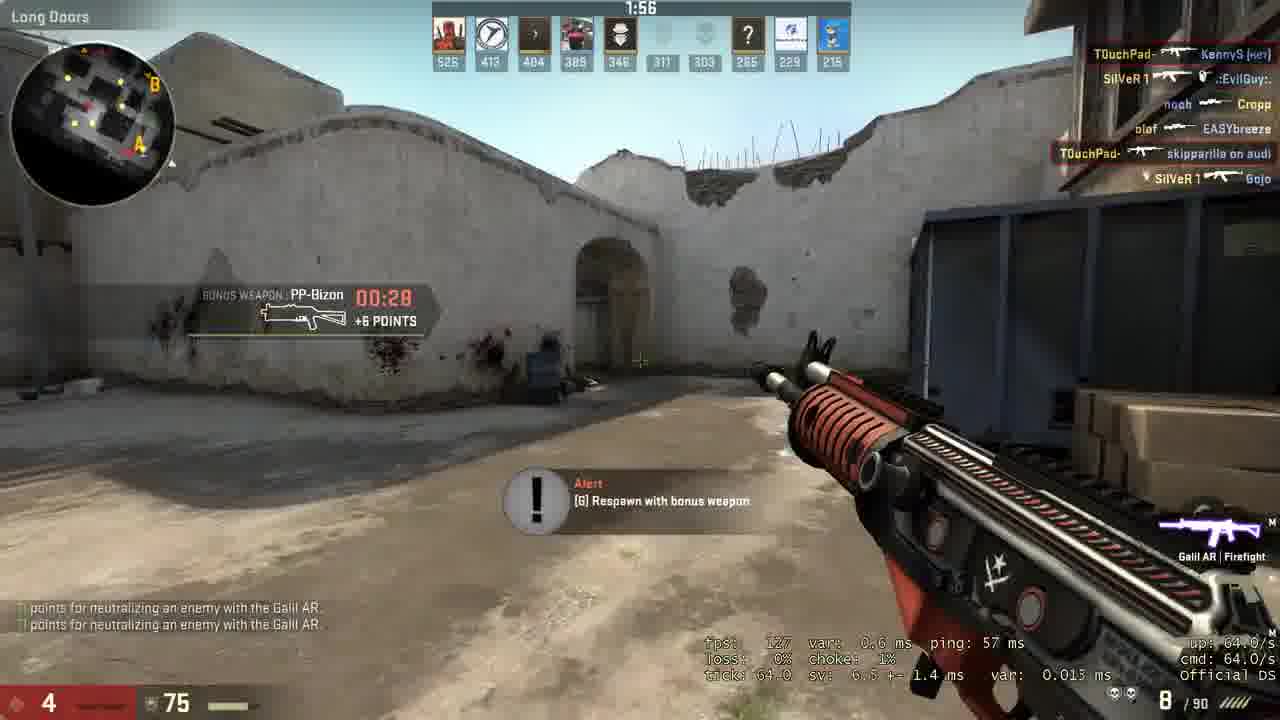 Long Doors
1:56
526 413 404 389 346 311 303 265 229 216
B
A
TOuchPad- KennyS
SilVeR 1 .:EvilGuy:.
noah Cropp
olof EASYbreeze
TOuchPad- skipparilla on audi
SilVeR 1 Gojo
BONUS WEAPON: PP-Bizon 00:28
+6 POINTS
Alert
[G] Respawn with bonus weapon
Galil AR | Firefight
points for neutralizing an enemy with the Galil AR.
points for neutralizing an enemy with the Galil AR.
fps: 127 var: 0.6 ms ping: 57 ms
loss: 0% choke: 1%
tick: 64.0 sv: 6.5 +- 1.4 ms var: 0.015 ms
up: 64.0/s
cmd: 64.0/s
Official DS
4 75
8 / 90